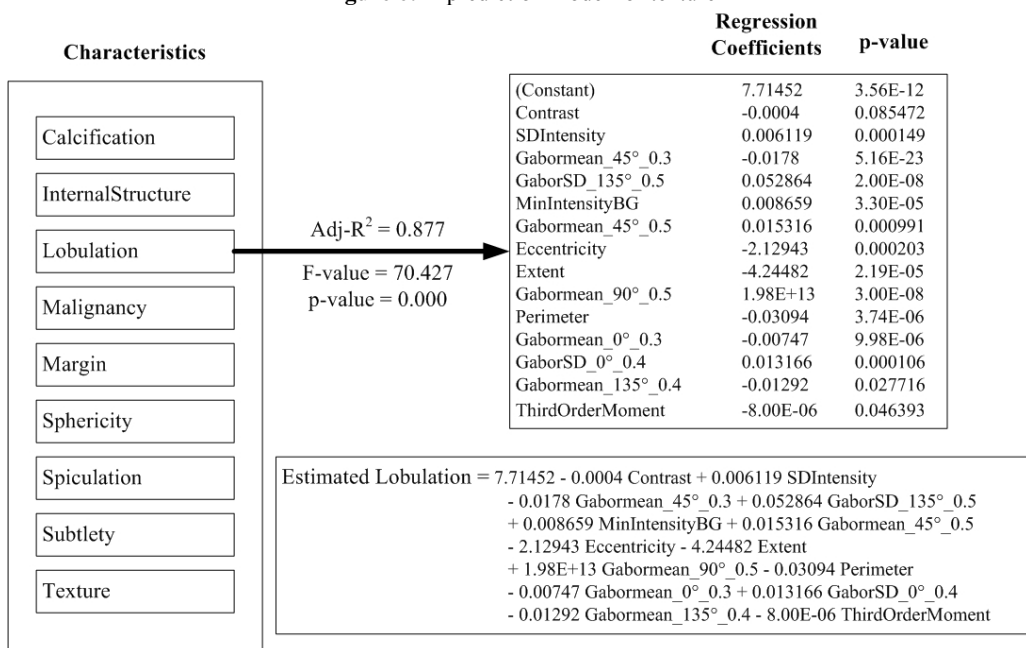 Regression
Coefficients
p-value
Characteristics
Calcification
InternalStructure
Lobulation
Malignancy
Margin
Sphericity
Spiculation
Subtlety
Texture
Adj-R² = 0.877
F-value = 70.427
p-value = 0.000
(Constant) 7.71452 3.56E-12
Contrast -0.0004 0.085472
SDIntensity 0.006119 0.000149
Gabormean_45°_0.3 -0.0178 5.16E-23
GaborSD_135°_0.5 0.052864 2.00E-08
MinIntensityBG 0.008659 3.30E-05
Gabormean_45°_0.5 0.015316 0.000991
Eccentricity -2.12943 0.000203
Extent -4.24482 2.19E-05
Gabormean_90°_0.5 1.98E+13 3.00E-08
Perimeter -0.03094 3.74E-06
Gabormean_0°_0.3 -0.00747 9.98E-06
GaborSD_0°_0.4 0.013166 0.000106
Gabormean_135°_0.4 -0.01292 0.027716
ThirdOrderMoment -8.00E-06 0.046393
Estimated Lobulation = 7.71452 - 0.0004 Contrast + 0.006119 SDIntensity
- 0.0178 Gabormean_45°_0.3 + 0.052864 GaborSD_135°_0.5
+ 0.008659 MinIntensityBG + 0.015316 Gabormean_45°_0.5
- 2.12943 Eccentricity - 4.24482 Extent
+ 1.98E+13 Gabormean_90°_0.5 - 0.03094 Perimeter
- 0.00747 Gabormean_0°_0.3 + 0.013166 GaborSD_0°_0.4
- 0.01292 Gabormean_135°_0.4 - 8.00E-06 ThirdOrderMoment